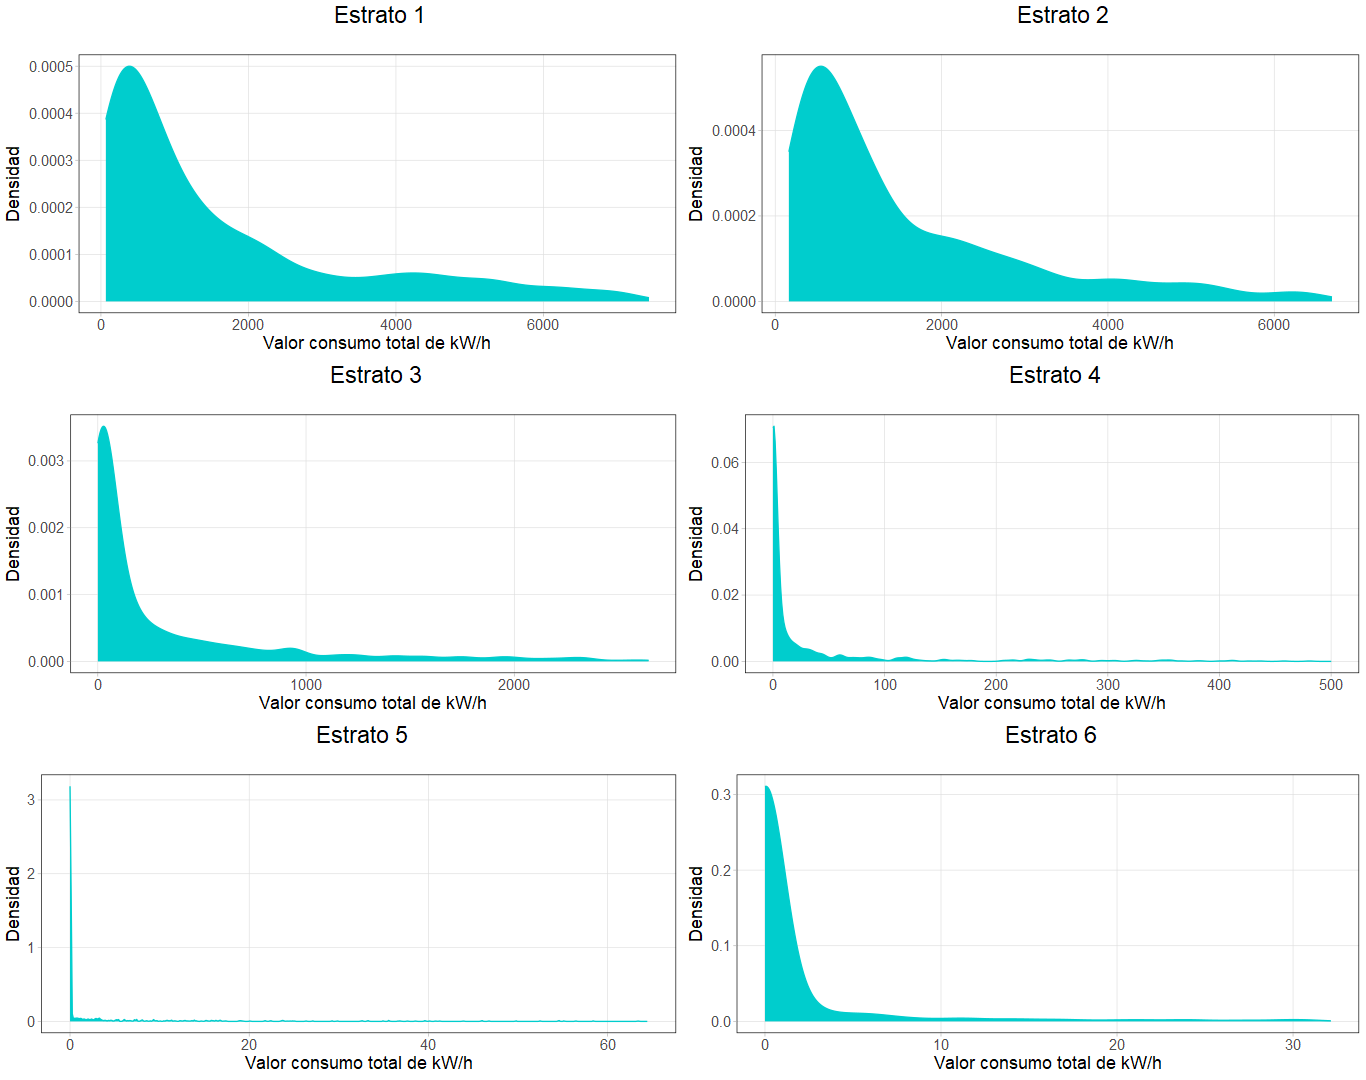 Estrato 1
Densidad
0.0005
0.0004
0.0003
0.0002
0.0001
0.0000
0 2000 4000 6000
Valor consumo total de kW/h
Estrato 2
Densidad
0.0004
0.0002
0.0000
0 2000 4000 6000
Valor consumo total de kW/h
Estrato 3
Densidad
0.003
0.002
0.001
0.000
0 1000 2000
Valor consumo total de kW/h
Estrato 4
Densidad
0.06
0.04
0.02
0.00
0 100 200 300 400 500
Valor consumo total de kW/h
Estrato 5
Densidad
3
2
1
0
0 20 40 60
Valor consumo total de kW/h
Estrato 6
Densidad
0.3
0.2
0.1
0.0
0 10 20 30
Valor consumo total de kW/h